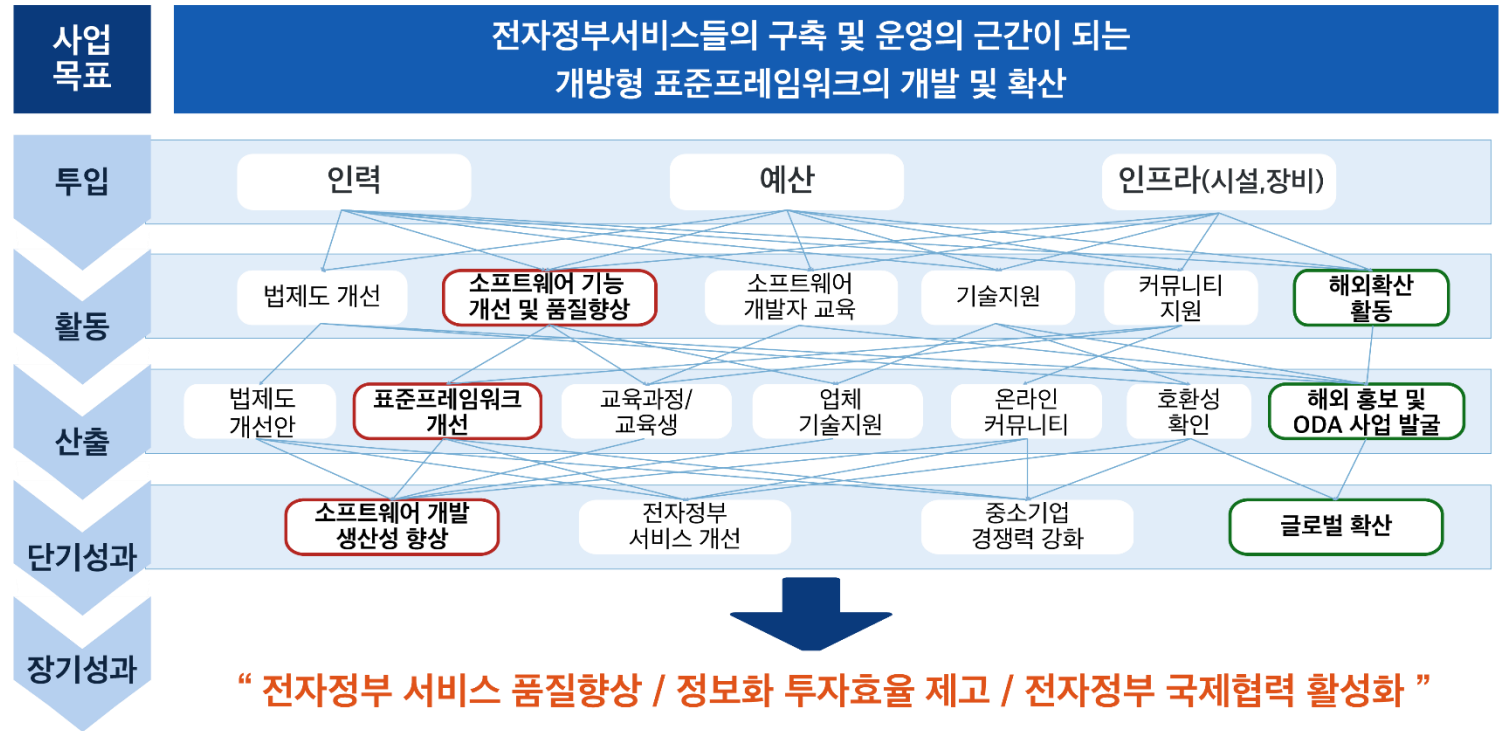 사업
목표
전자정부서비스들의 구축 및 운영의 근간이 되는
개방형 표준프레임워크의 개발 및 확산
투입
인력
예산
인프라(시설,장비)
활동
법제도 개선
소프트웨어 기능
개선 및 품질향상
소프트웨어
개발자 교육
기술지원
커뮤니티
지원
해외확산
활동
산출
법제도
개선안
표준프레임워크
개선
교육과정/
교육생
업체
기술지원
온라인
커뮤니티
호환성
확인
해외 홍보 및
ODA 사업 발굴
단기성과
소프트웨어 개발
생산성 향상
전자정부
서비스 개선
중소기업
경쟁력 강화
글로벌 확산
장기성과
“ 전자정부 서비스 품질향상 / 정보화 투자효율 제고 / 전자정부 국제협력 활성화 ”